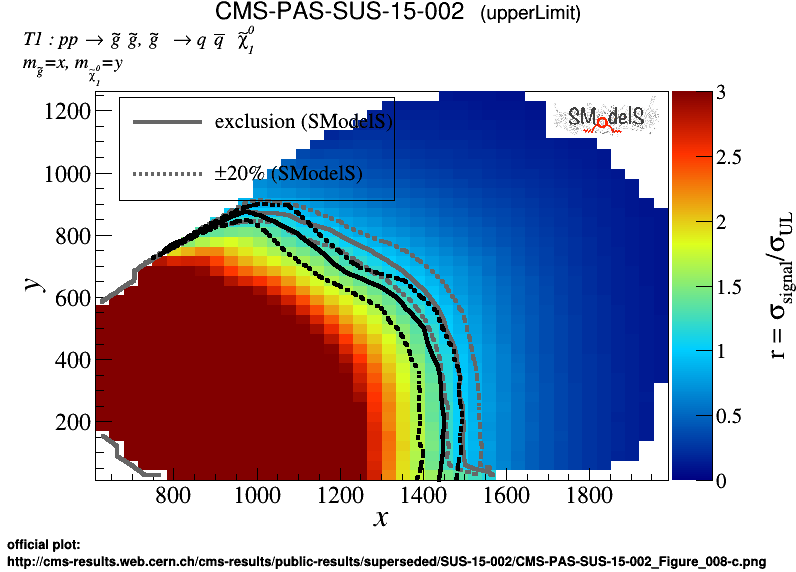 CMS-PAS-SUS-15-002 (upperLimit)
T1 : pp → g̃ g̃, g̃ → q q̅ χ̃₁⁰
m_g̃=x, m_χ̃₁⁰=y
exclusion (SModelS)
±20% (SModelS)
SModelS
1200
1000
800
600
400
200
y
800 1000 1200 1400 1600 1800
x
3
2.5
2
1.5
1
0.5
0
r = σ_signal/σ_UL
official plot:
http://cms-results.web.cern.ch/cms-results/public-results/superseded/SUS-15-002/CMS-PAS-SUS-15-002_Figure_008-c.png